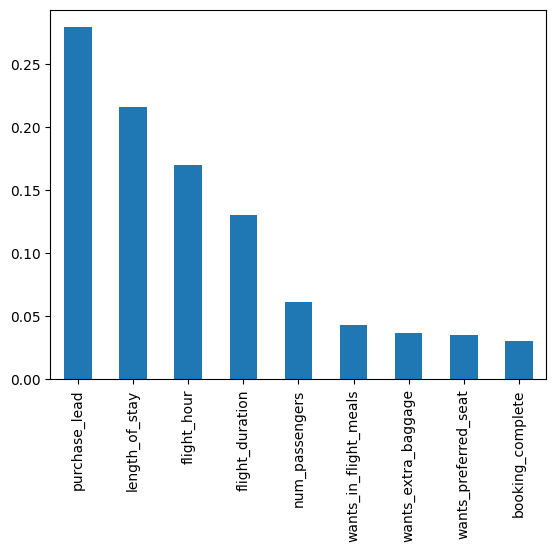 0.25
0.20
0.15
0.10
0.05
0.00
purchase_lead
length_of_stay
flight_hour
flight_duration
num_passengers
wants_in_flight_meals
wants_extra_baggage
wants_preferred_seat
booking_complete